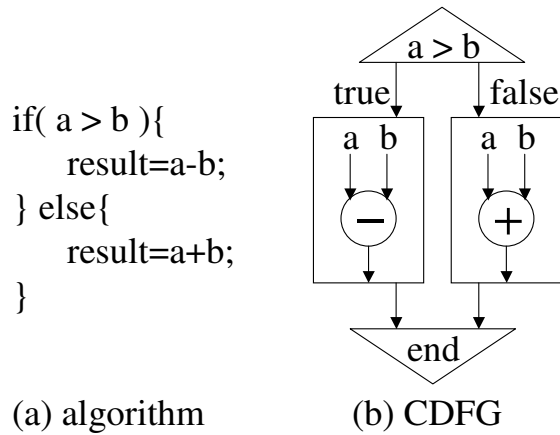 if( a > b ){
result=a-b;
} else{
result=a+b;
}
(a) algorithm
a > b
true
false
a b
a b
−
+
end
(b) CDFG